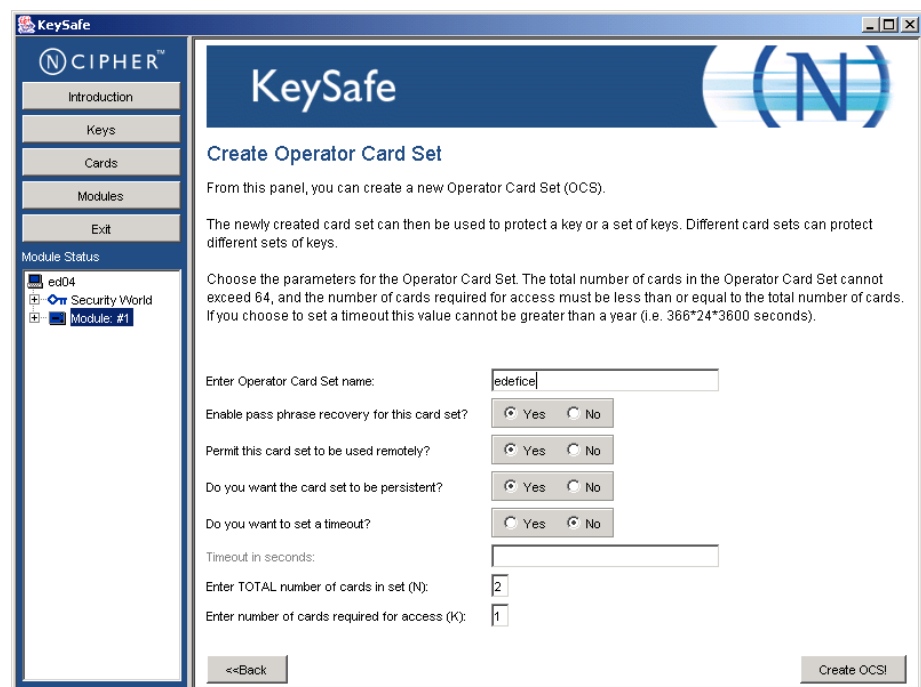 KeySafe
(N) CIPHER™
Introduction
Keys
Cards
Modules
Exit
Module Status
ed04
Security World
Module: #1
KeySafe
(N)
Create Operator Card Set
From this panel, you can create a new Operator Card Set (OCS).
The newly created card set can then be used to protect a key or a set of keys. Different card sets can protect
different sets of keys.
Choose the parameters for the Operator Card Set. The total number of cards in the Operator Card Set cannot
exceed 64, and the number of cards required for access must be less than or equal to the total number of cards.
If you choose to set a timeout this value cannot be greater than a year (i.e. 366*24*3600 seconds).
Enter Operator Card Set name: edefice
Enable pass phrase recovery for this card set? Yes No
Permit this card set to be used remotely? Yes No
Do you want the card set to be persistent? Yes No
Do you want to set a timeout? Yes No
Timeout in seconds:
Enter TOTAL number of cards in set (N): 2
Enter number of cards required for access (K): 1
<<Back Create OCS!